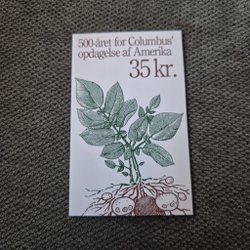 500-året for Columbus'
opdagelse af Amerika
35 kr.